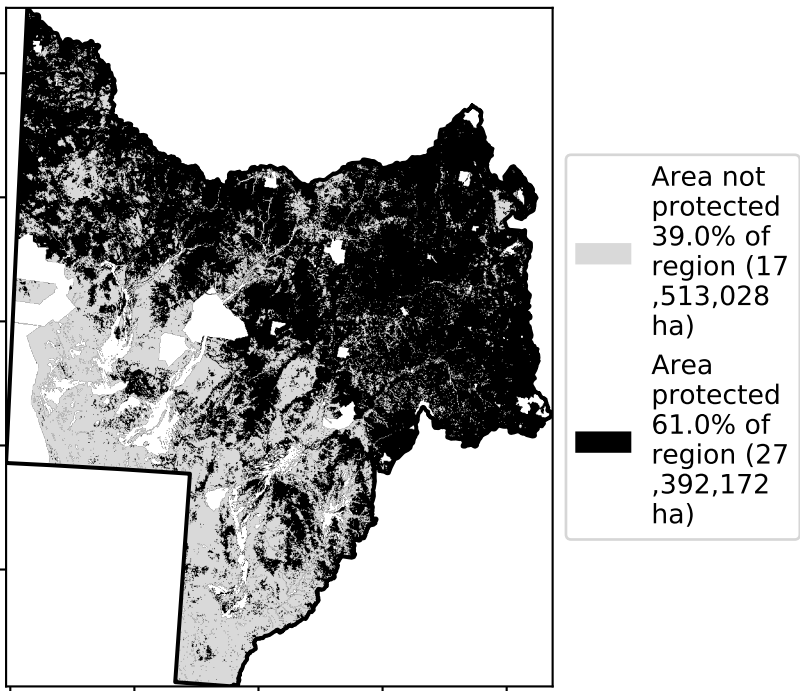 Area not
protected
39.0% of
region (17
,513,028
ha)
Area
protected
61.0% of
region (27
,392,172
ha)